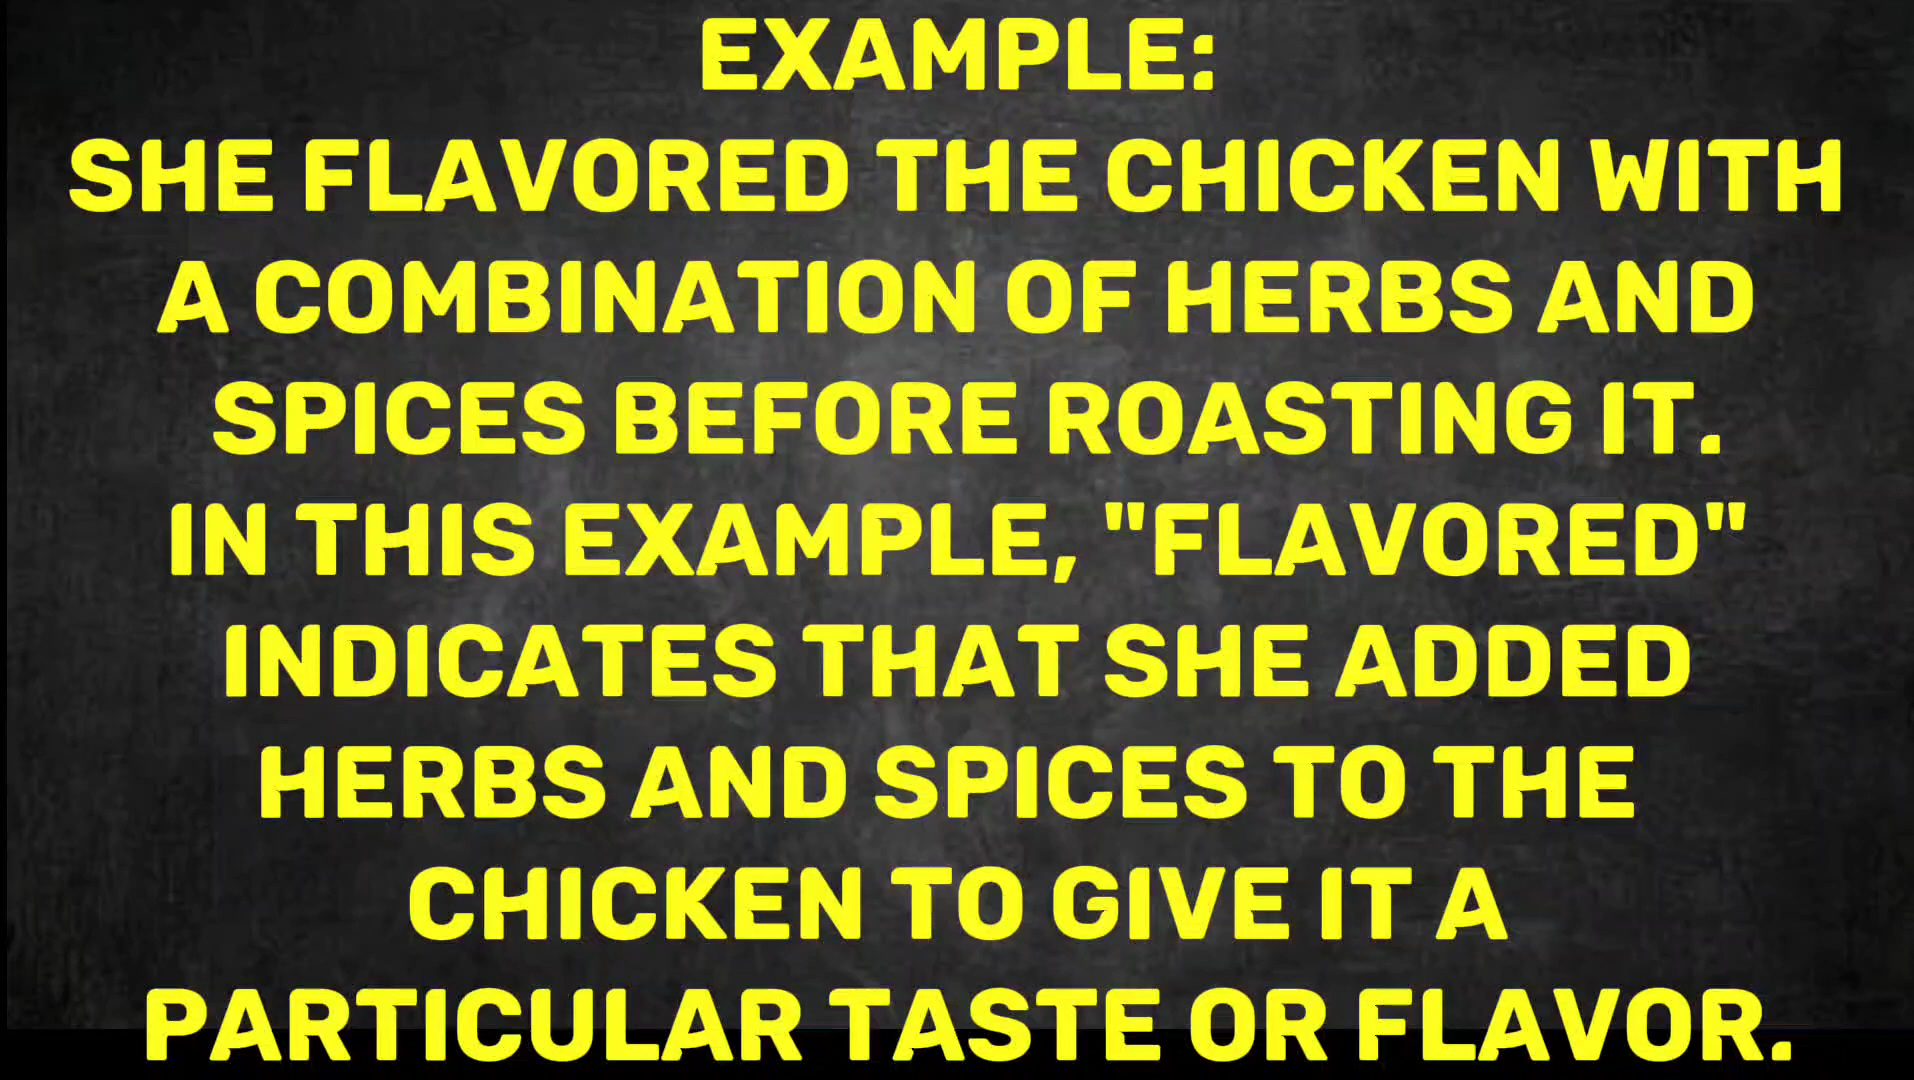 EXAMPLE:
SHE FLAVORED THE CHICKEN WITH
A COMBINATION OF HERBS AND
SPICES BEFORE ROASTING IT.
IN THIS EXAMPLE, "FLAVORED"
INDICATES THAT SHE ADDED
HERBS AND SPICES TO THE
CHICKEN TO GIVE IT A
PARTICULAR TASTE OR FLAVOR.